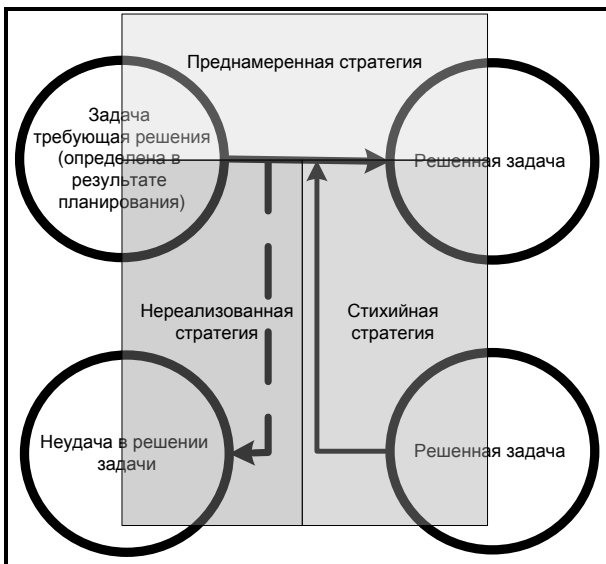 Преднамеренная стратегия
Задача
требующая решения
(определена в
результате
планирования)
Решенная задача
Нереализованная
стратегия
Стихийная
стратегия
Неудача в решении
задачи
Решенная задача